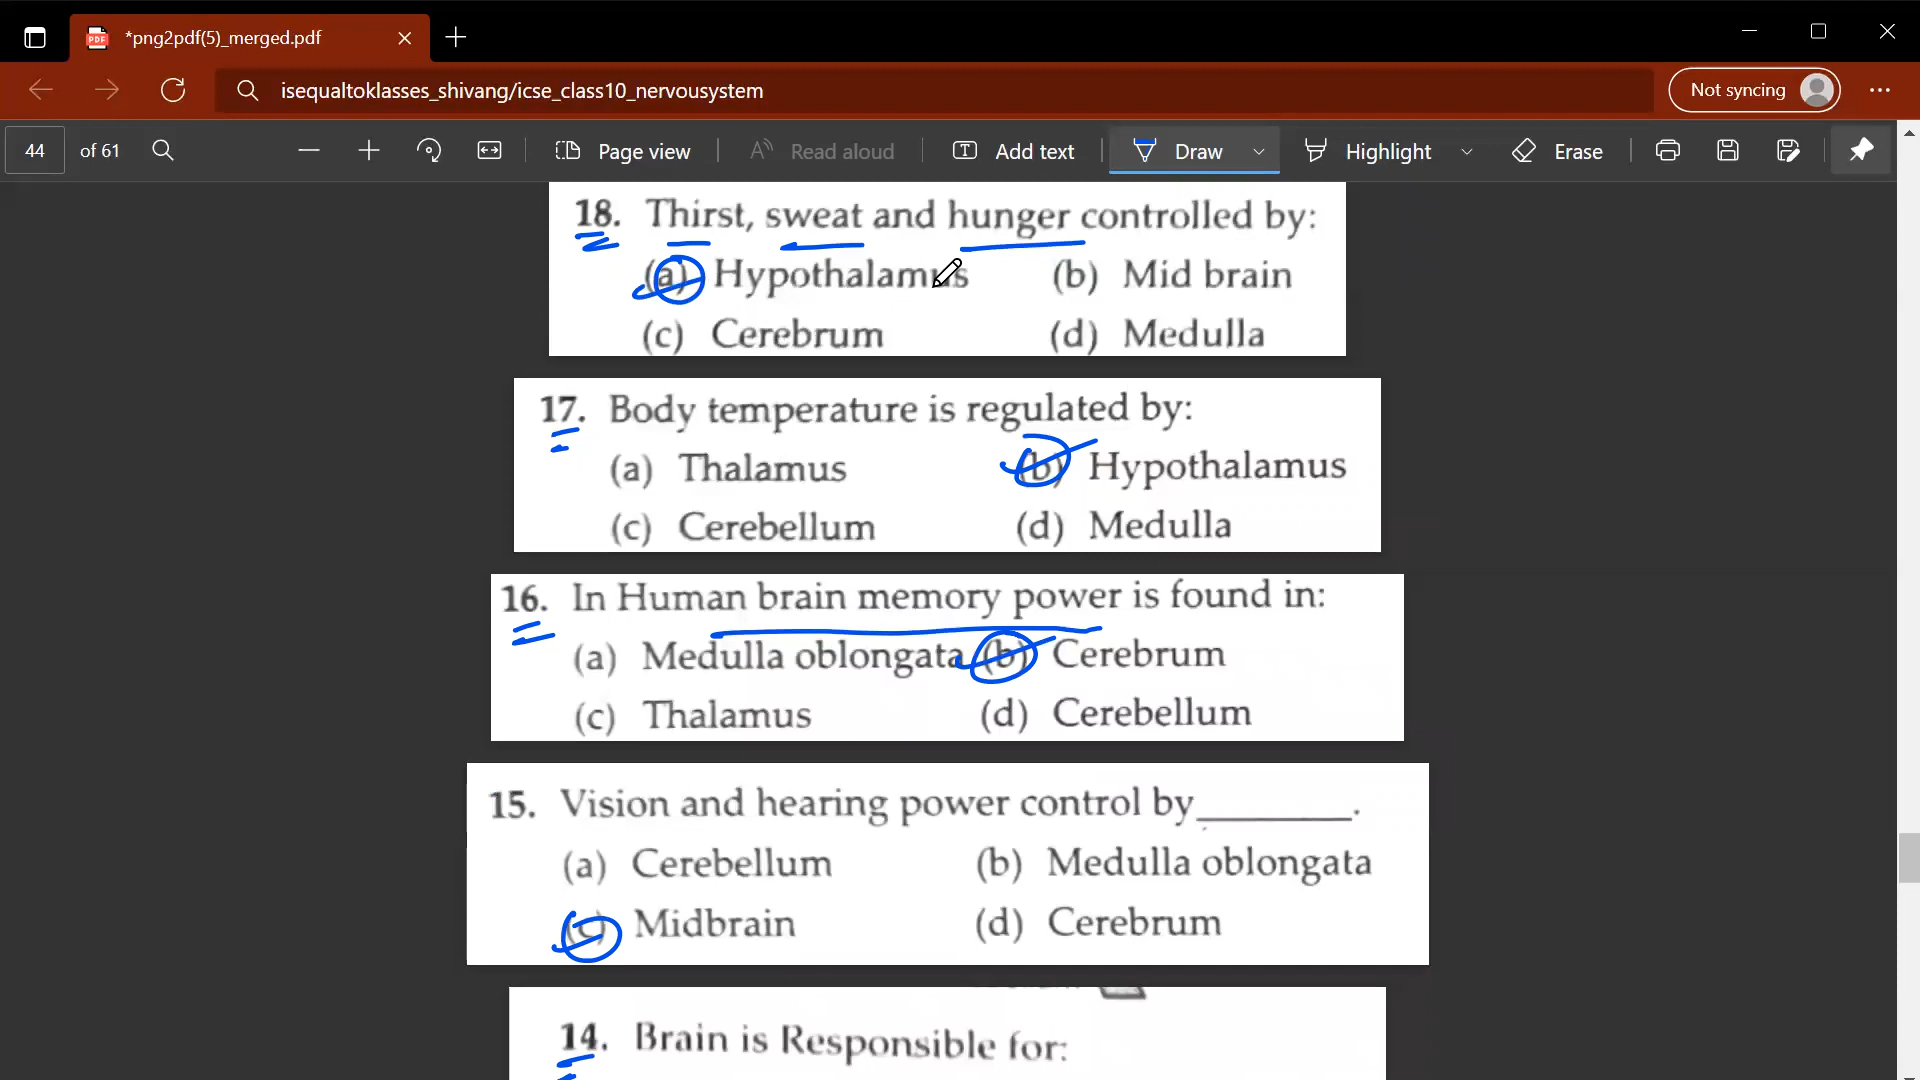 *png2pdf(5)_merged.pdf
isequaltoklasses_shivang/icse_class10_nervousystem
Not syncing
44 of 61
Page view
Read aloud
Add text
Draw
Highlight
Erase
18. Thirst, sweat and hunger controlled by:
(a) Hypothalamus (b) Mid brain
(c) Cerebrum (d) Medulla
17. Body temperature is regulated by:
(a) Thalamus (b) Hypothalamus
(c) Cerebellum (d) Medulla
16. In Human brain memory power is found in:
(a) Medulla oblongata (b) Cerebrum
(c) Thalamus (d) Cerebellum
15. Vision and hearing power control by________.
(a) Cerebellum (b) Medulla oblongata
(c) Midbrain (d) Cerebrum
14. Brain is Responsible for: